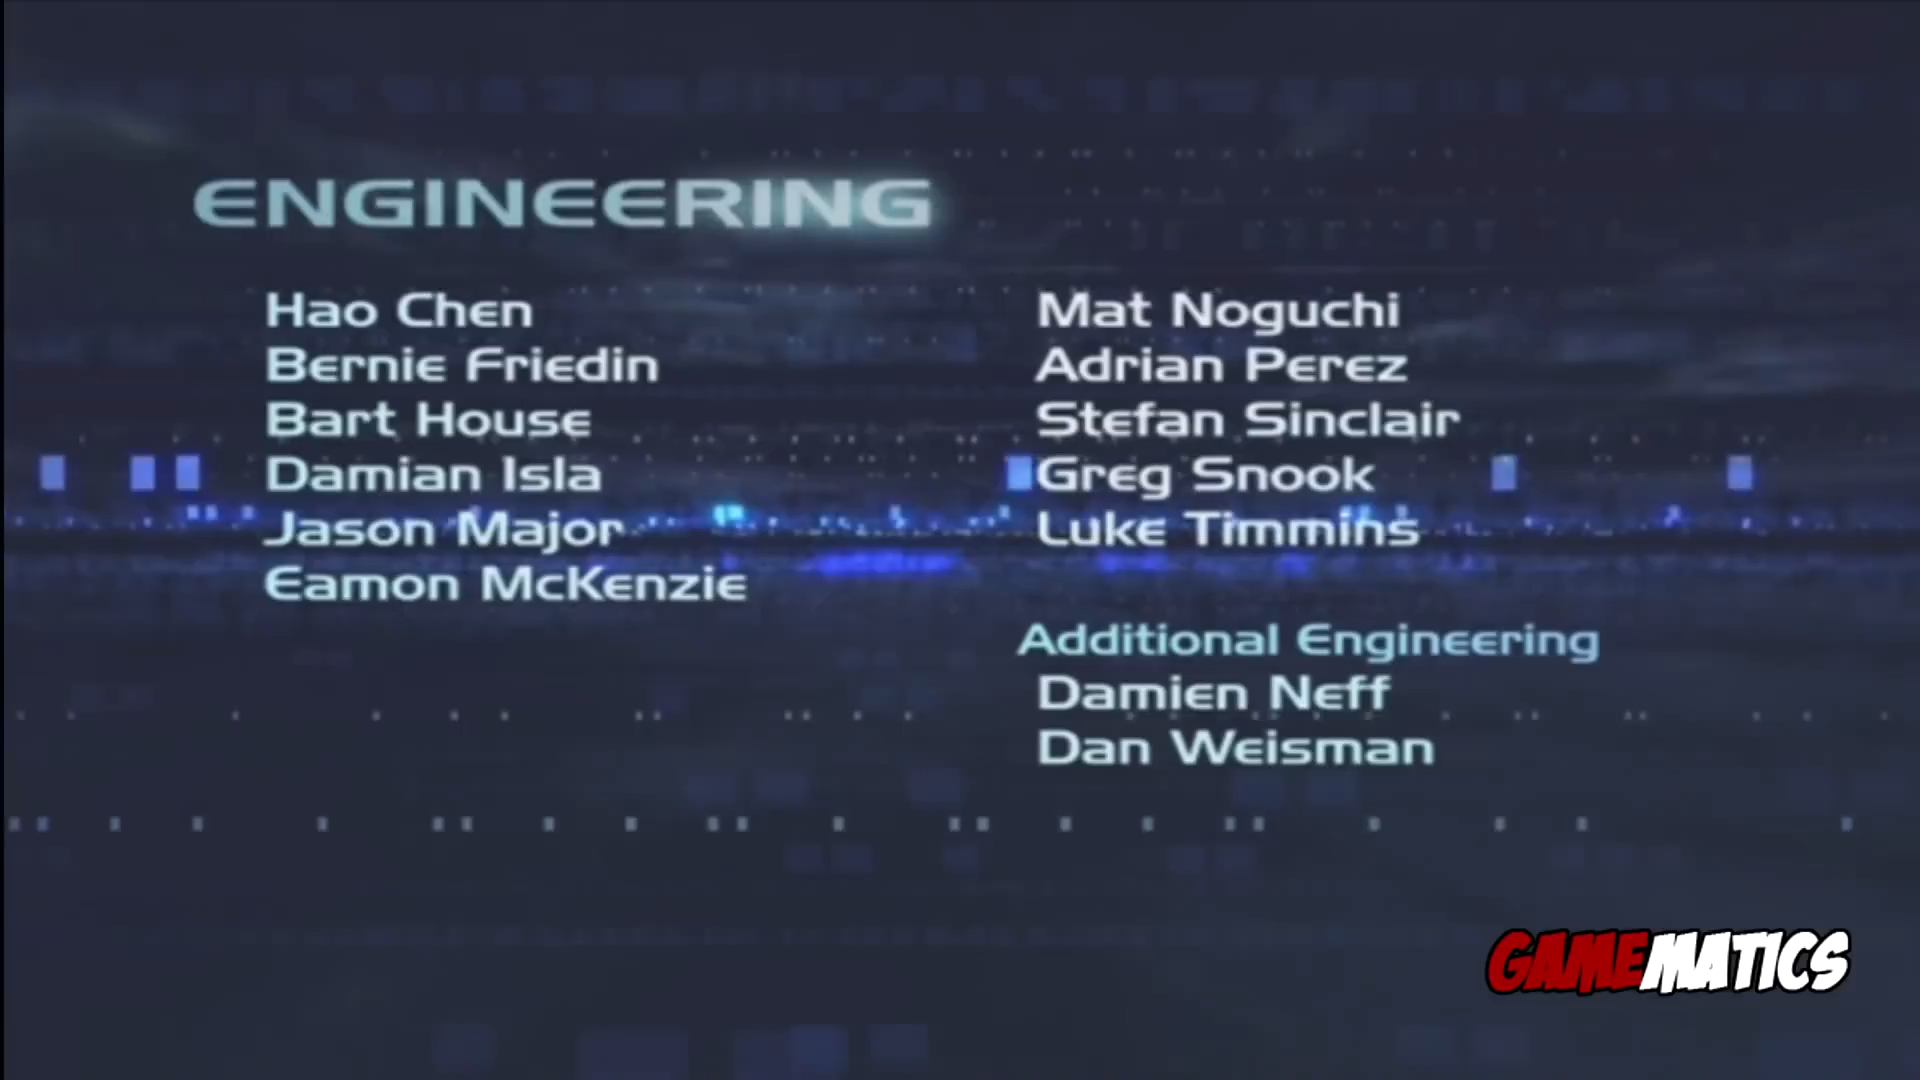 ENGINEERING
Hao Chen
Bernie Friedin
Bart House
Damian Isla
Jason Major
Eamon McKenzie
Mat Noguchi
Adrian Perez
Stefan Sinclair
Greg Snook
Luke Timmins
Additional Engineering
Damien Neff
Dan Weisman
GAMEMATICS